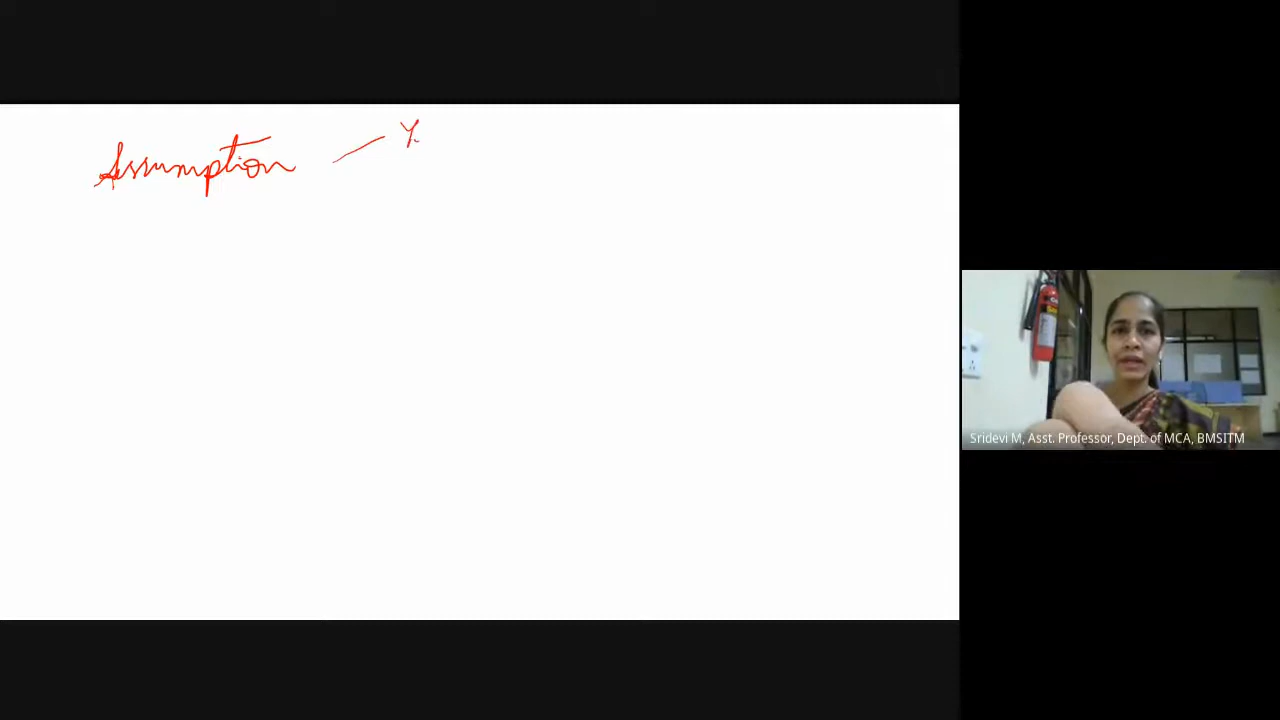 Assumption — Y.
Sridevi M, Asst. Professor, Dept. of MCA, BMSITM